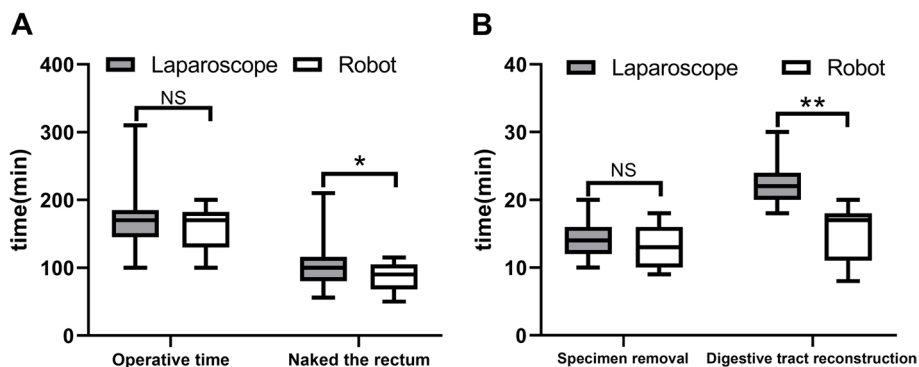 A
Laparoscope Robot
NS
*
time(min)
400
300
200
100
0
Operative time Naked the rectum
B
Laparoscope Robot
NS
**
time(min)
40
30
20
10
0
Specimen removal Digestive tract reconstruction